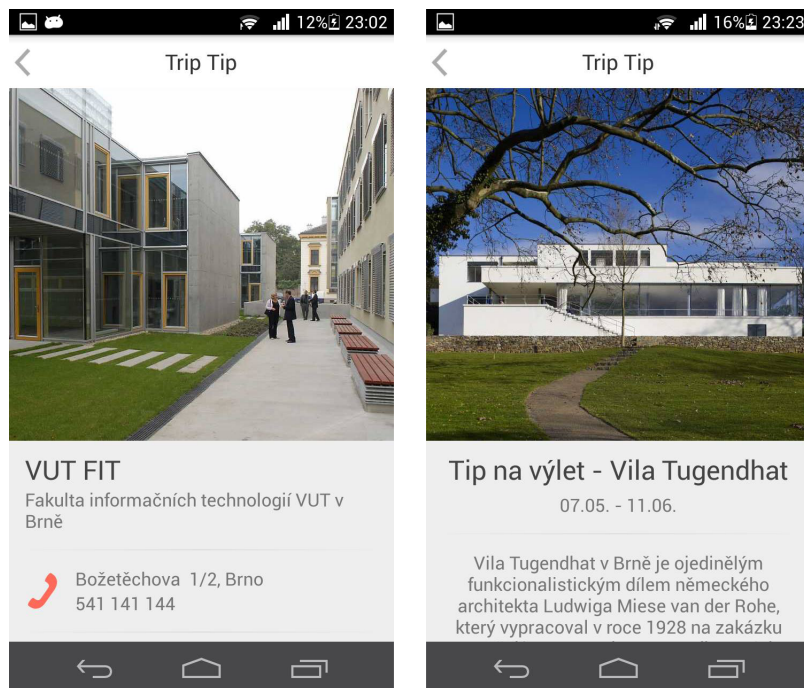 12% 23:02
Trip Tip
VUT FIT
Fakulta informačních technologií VUT v
Brně
Božetěchova 1/2, Brno
541 141 144
16% 23:23
Trip Tip
Tip na výlet - Vila Tugendhat
07.05. - 11.06.
Vila Tugendhat v Brně je ojedinělým
funkcionalistickým dílem německého
architekta Ludwiga Miese van der Rohe,
který vypracoval v roce 1928 na zakázku